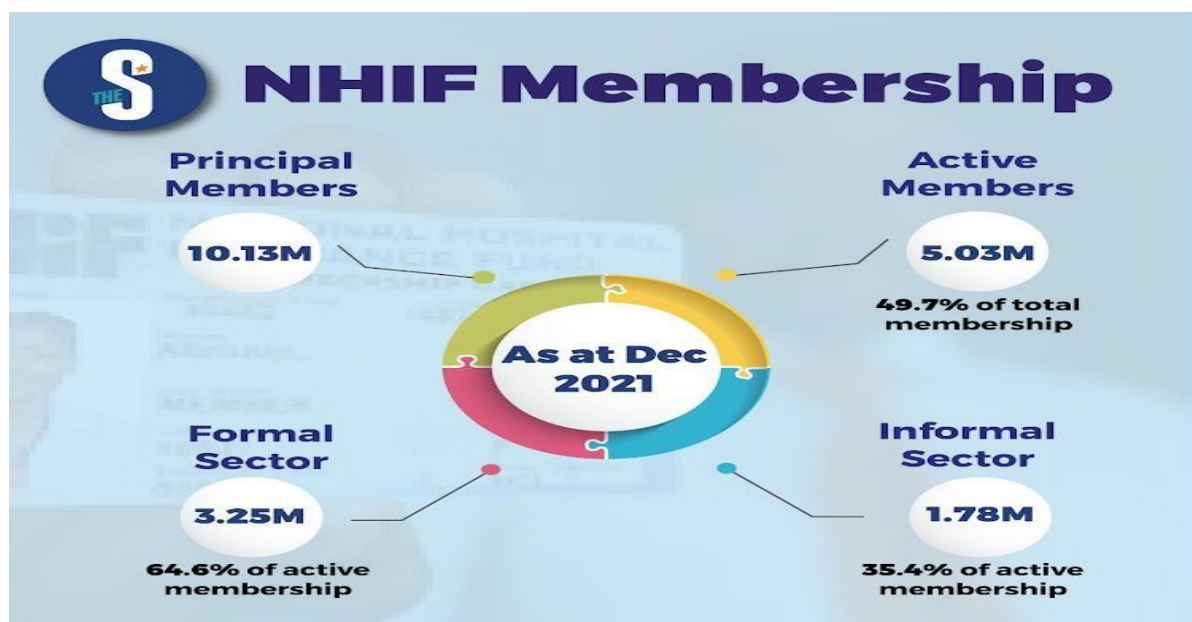 THE S
NHIF Membership
Principal
Members
10.13M
Active
Members
5.03M
49.7% of total
membership
As at Dec
2021
Formal
Sector
3.25M
64.6% of active
membership
Informal
Sector
1.78M
35.4% of active
membership